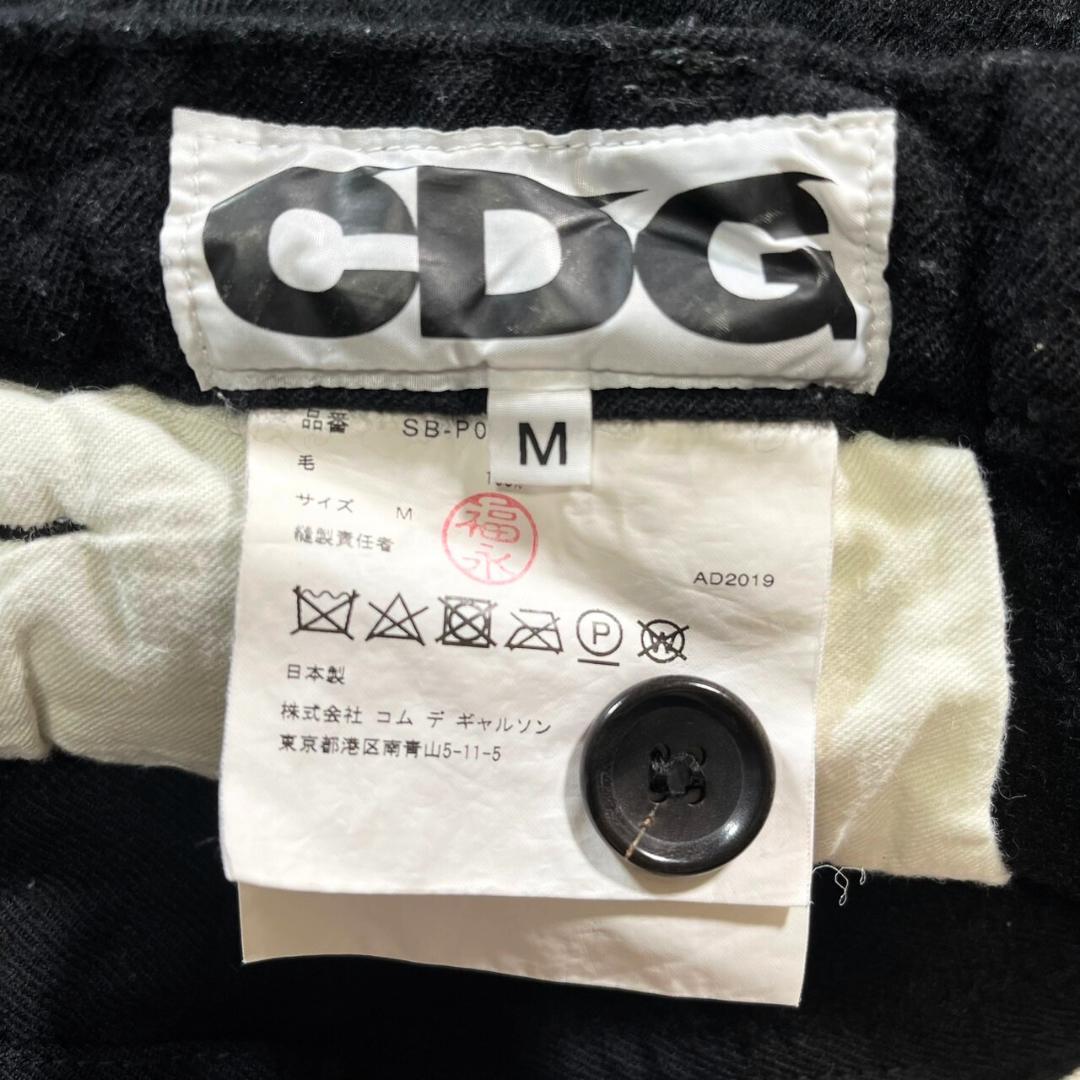 CDG
M
品番 SB-P0
毛
サイズ M
縫製責任者 福永
AD2019
P W
日本製
株式会社 コム デ ギャルソン
東京都港区南青山5-11-5